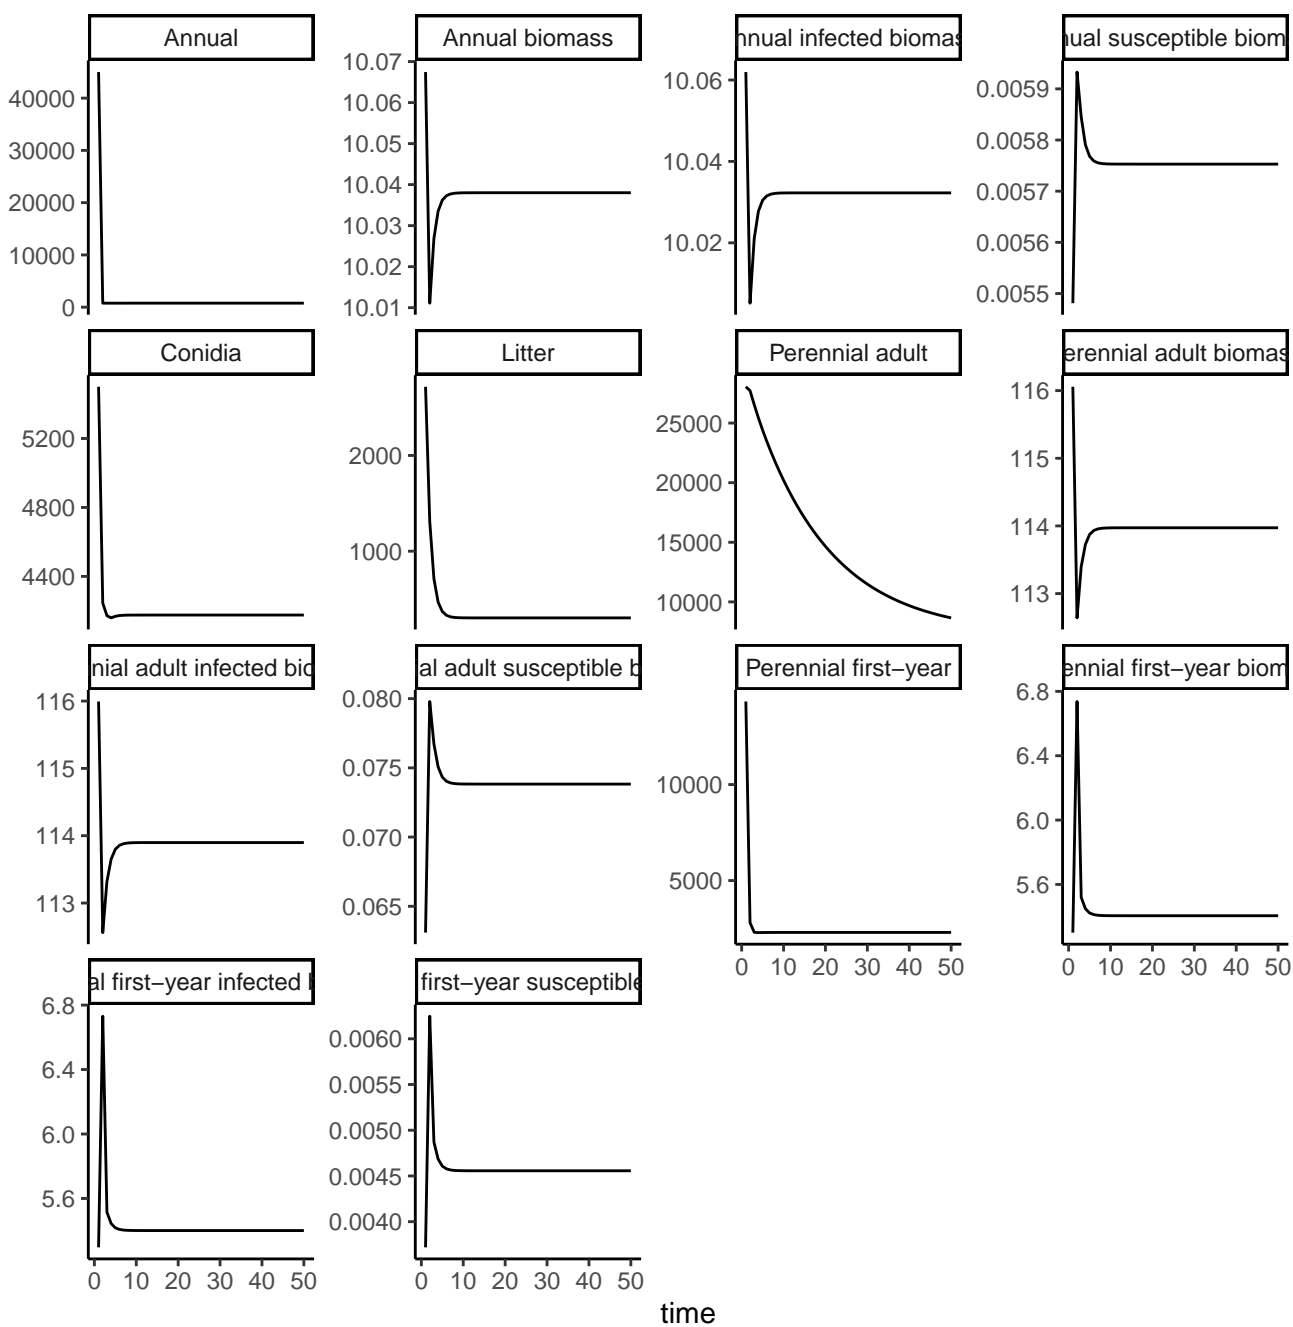 Annual
Annual biomass
nnual infected biomas
nual susceptible biom
40000
30000
20000
10000
0
10.07
10.06
10.05
10.04
10.03
10.02
10.01
10.06
10.04
10.02
0.0059
0.0058
0.0057
0.0056
0.0055
Conidia
Litter
Perennial adult
erennial adult biomas
5200
4800
4400
2000
1000
25000
20000
15000
10000
116
115
114
113
nial adult infected bio
al adult susceptible b
Perennial first−year
ennial first−year biom
116
115
114
113
0.080
0.075
0.070
0.065
10000
5000
6.8
6.4
6.0
5.6
0 10 20 30 40 50
0 10 20 30 40 50
al first−year infected b
first−year susceptible
6.8
6.4
6.0
5.6
0.0060
0.0055
0.0050
0.0045
0.0040
0 10 20 30 40 50
0 10 20 30 40 50
time